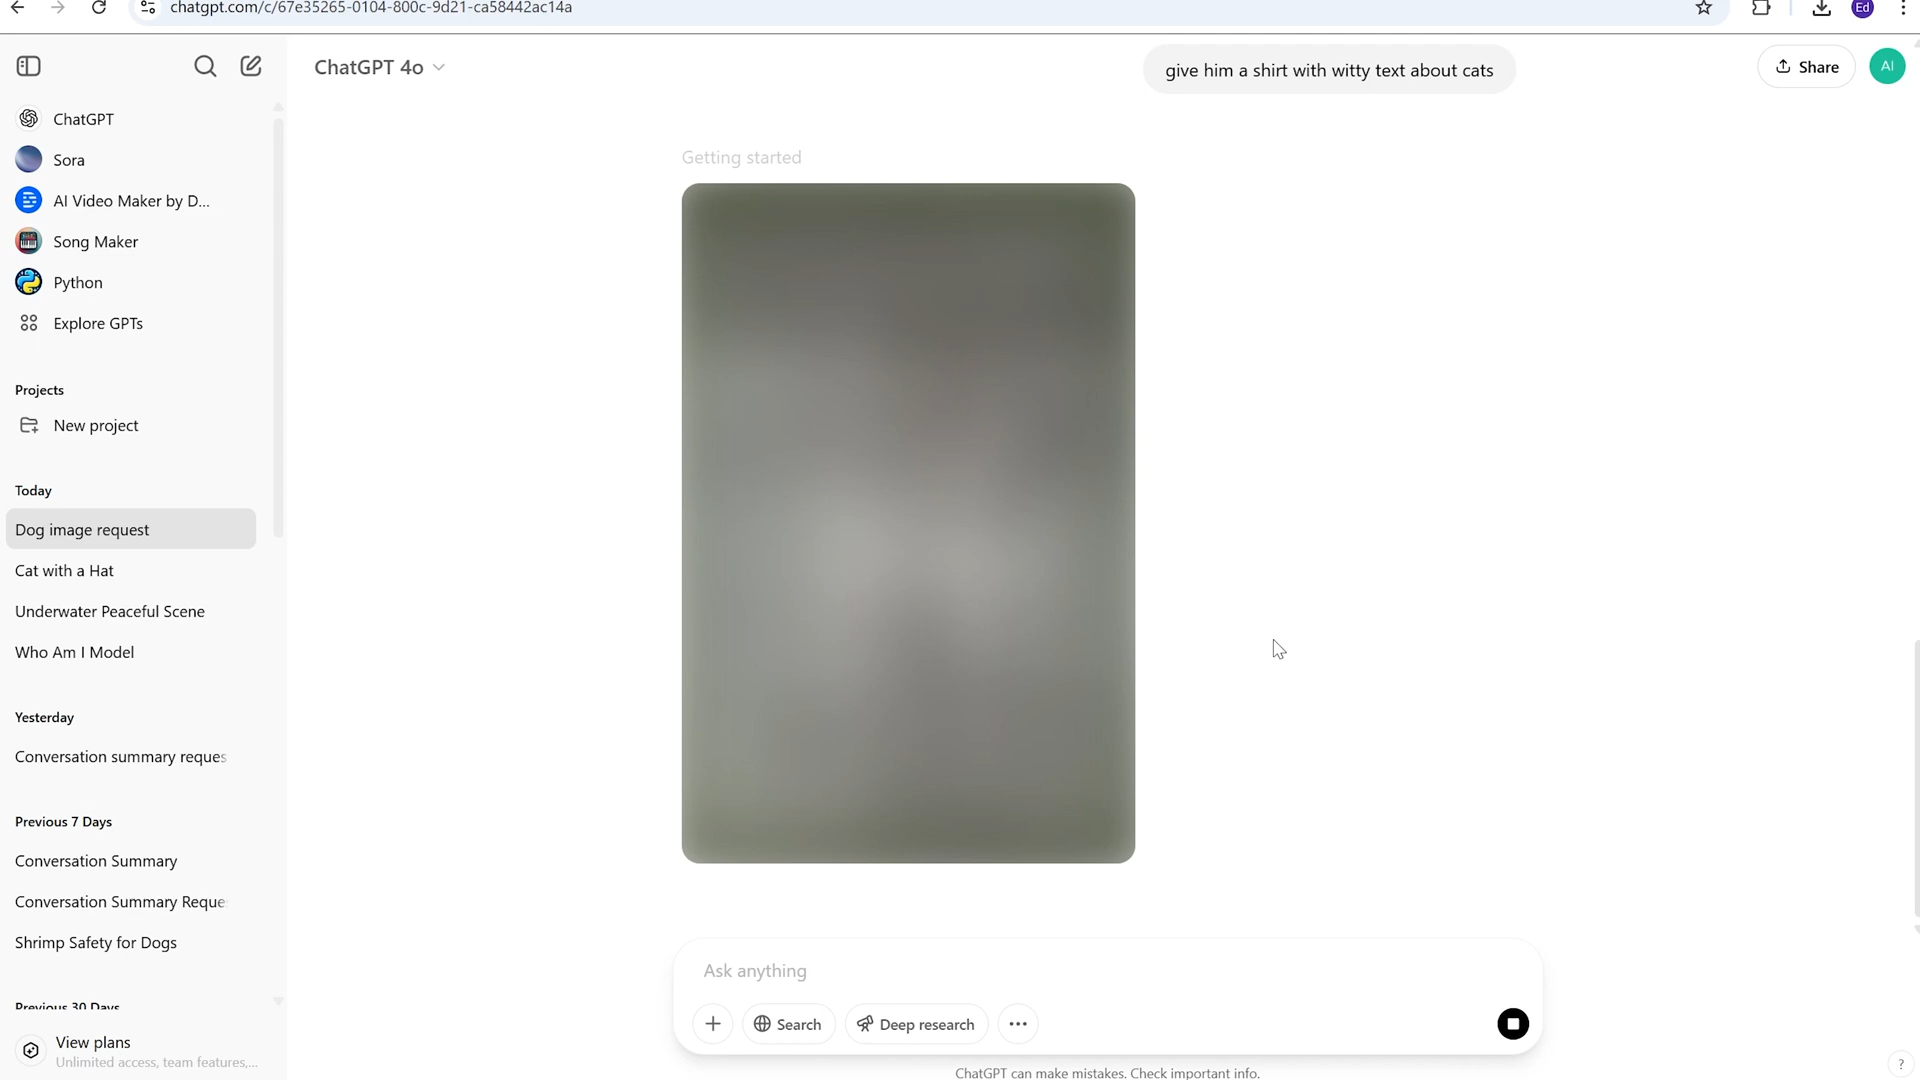 chatgpt.com/c/67e35265-0104-800c-9d21-ca58442ac14a
Ed
ChatGPT 4o
give him a shirt with witty text about cats
Share
AI
ChatGPT
Sora
AI Video Maker by D...
Song Maker
Python
Explore GPTs
Projects
New project
Today
Dog image request
Cat with a Hat
Underwater Peaceful Scene
Who Am I Model
Yesterday
Conversation summary reques
Previous 7 Days
Conversation Summary
Conversation Summary Reque
Shrimp Safety for Dogs
Previous 30 Days
View plans
Unlimited access, team features,...
Getting started
Ask anything
Search
Deep research
ChatGPT can make mistakes. Check important info.
?